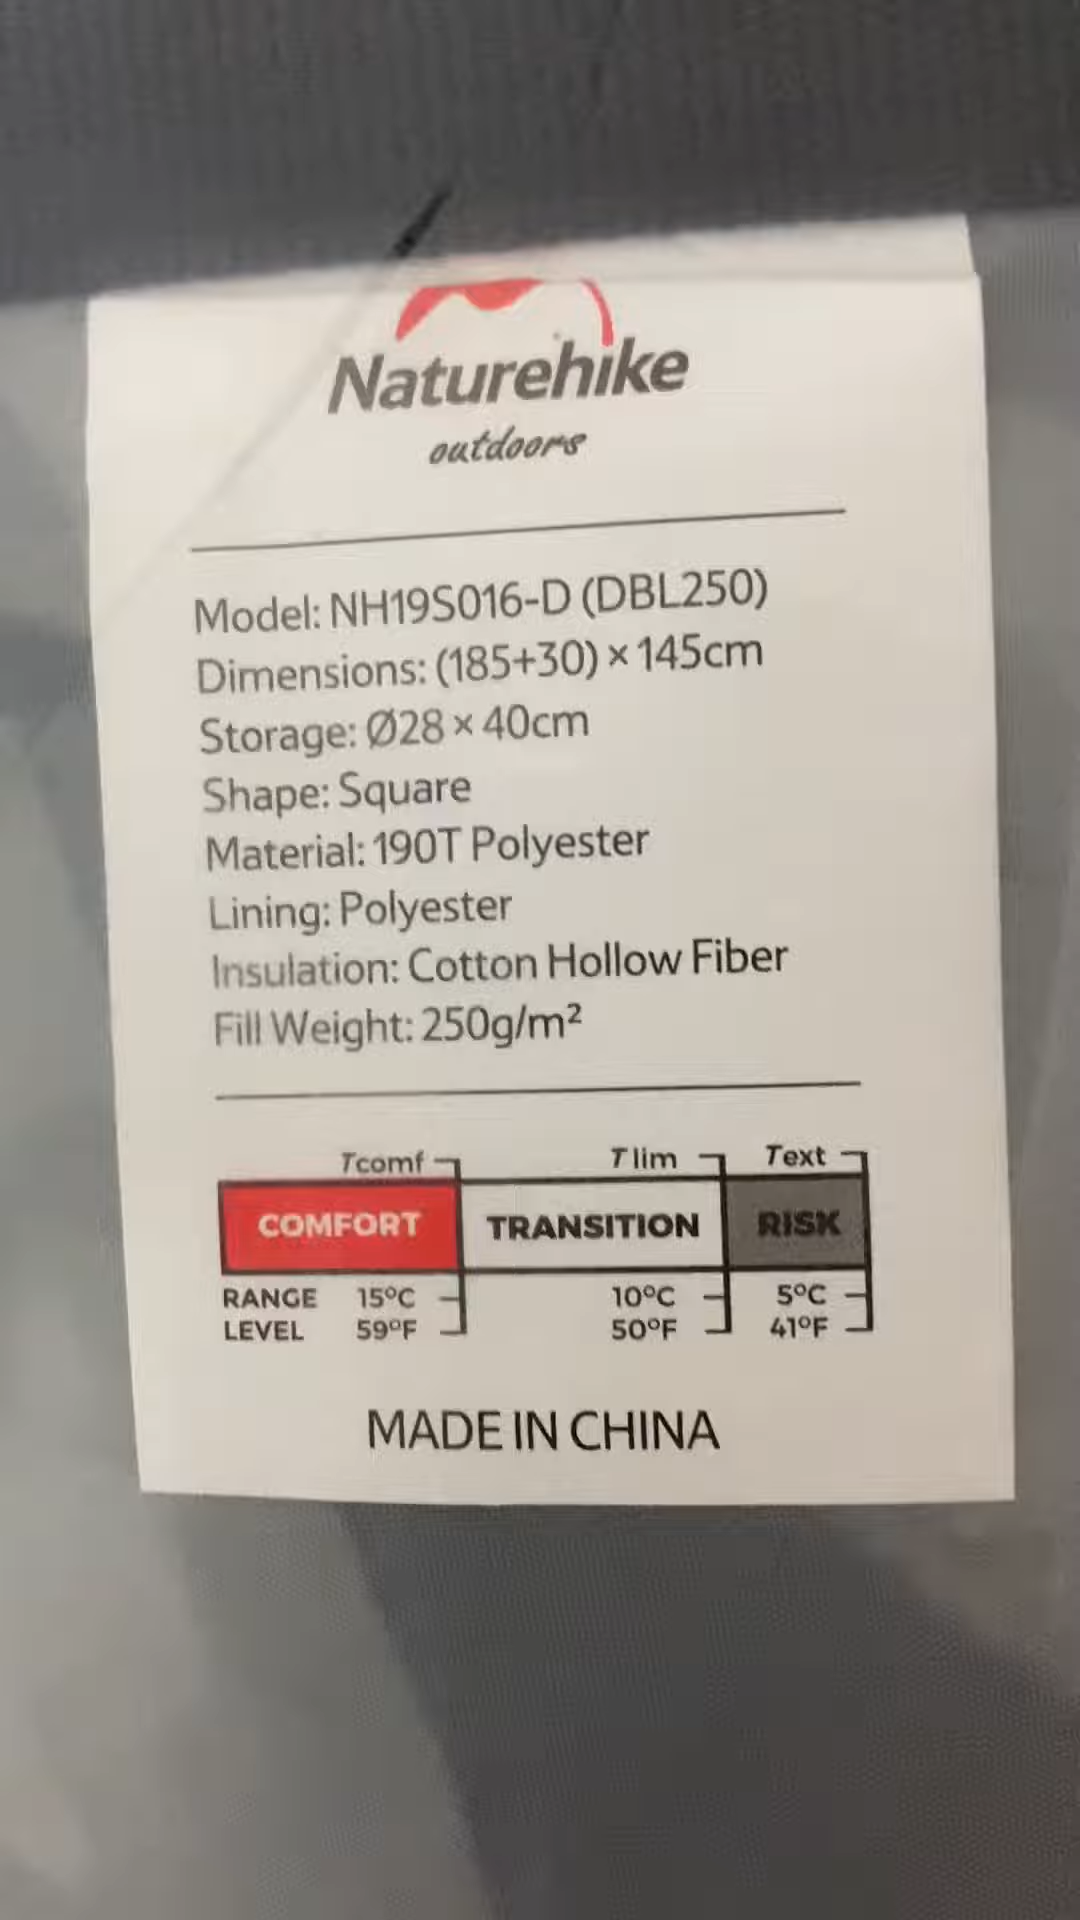 Naturehike
outdoors
Model: NH19S016-D (DBL250)
Dimensions: (185+30) × 145cm
Storage: Ø28 × 40cm
Shape: Square
Material: 190T Polyester
Lining: Polyester
Insulation: Cotton Hollow Fiber
Fill Weight: 250g/m²
Tcomf Tlim Text
COMFORT TRANSITION RISK
RANGE 15°C 10°C 5°C
LEVEL 59°F 50°F 41°F
MADE IN CHINA